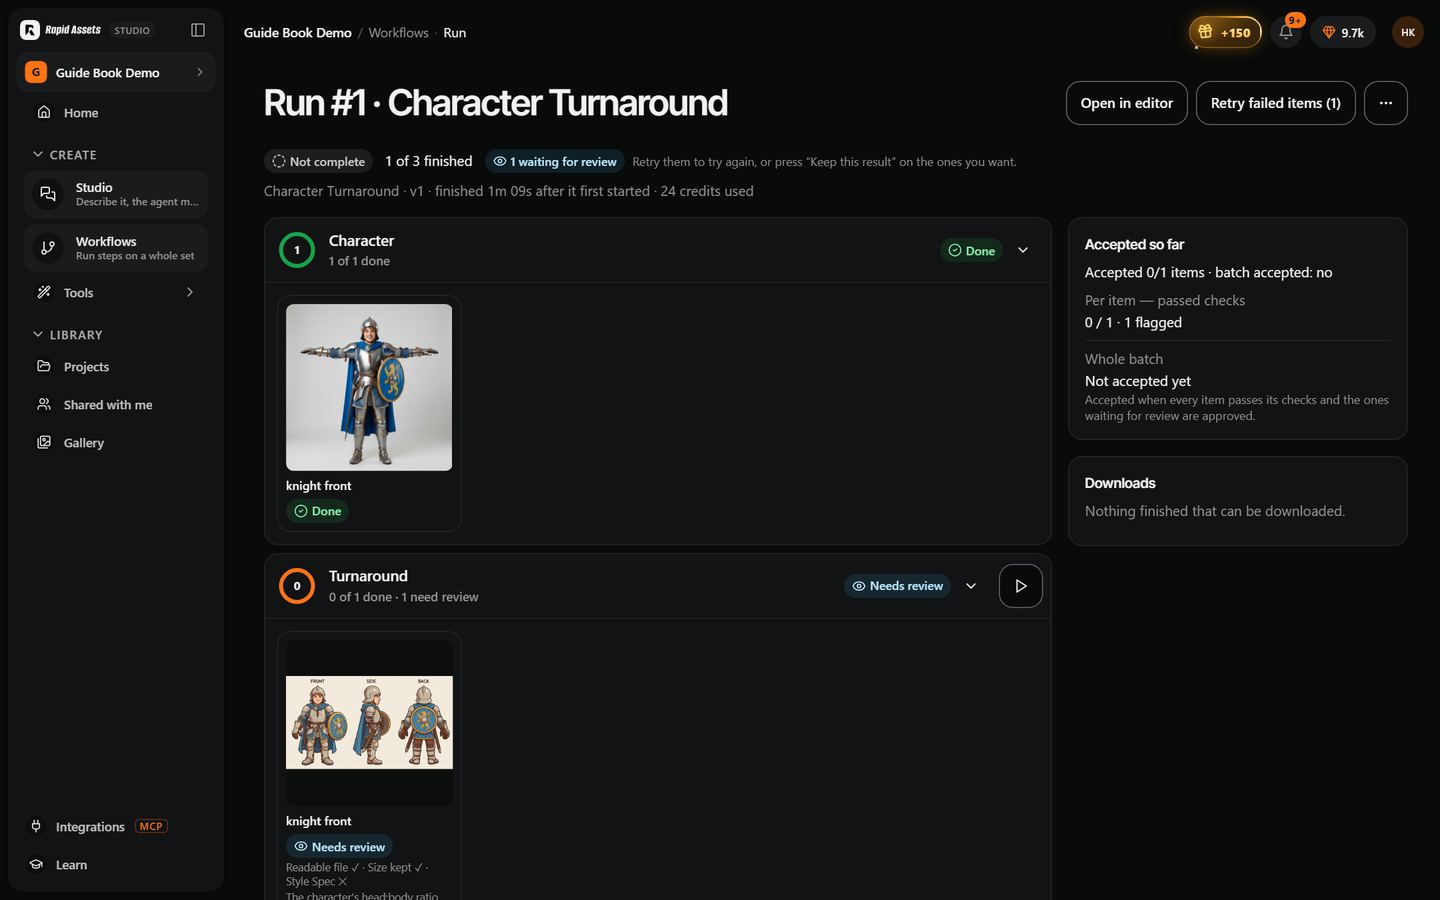 Rapid Assets STUDIO
Guide Book Demo / Workflows · Run
+150
9+
9.7k
HK
G Guide Book Demo
Home
CREATE
Studio
Describe it, the agent m...
Workflows
Run steps on a whole set
Tools
LIBRARY
Projects
Shared with me
Gallery
Integrations MCP
Learn
Run #1 · Character Turnaround
Open in editor
Retry failed items (1)
Not complete 1 of 3 finished 1 waiting for review Retry them to try again, or press “Keep this result” on the ones you want.
Character Turnaround · v1 · finished 1m 09s after it first started · 24 credits used
1 Character
1 of 1 done
Done
knight front
Done
0 Turnaround
0 of 1 done · 1 need review
Needs review
FRONT SIDE BACK
knight front
Needs review
Readable file ✓ · Size kept ✓ ·
Style Spec ✕
The character's head:body ratio
Accepted so far
Accepted 0/1 items · batch accepted: no
Per item — passed checks
0 / 1 · 1 flagged
Whole batch
Not accepted yet
Accepted when every item passes its checks and the ones
waiting for review are approved.
Downloads
Nothing finished that can be downloaded.